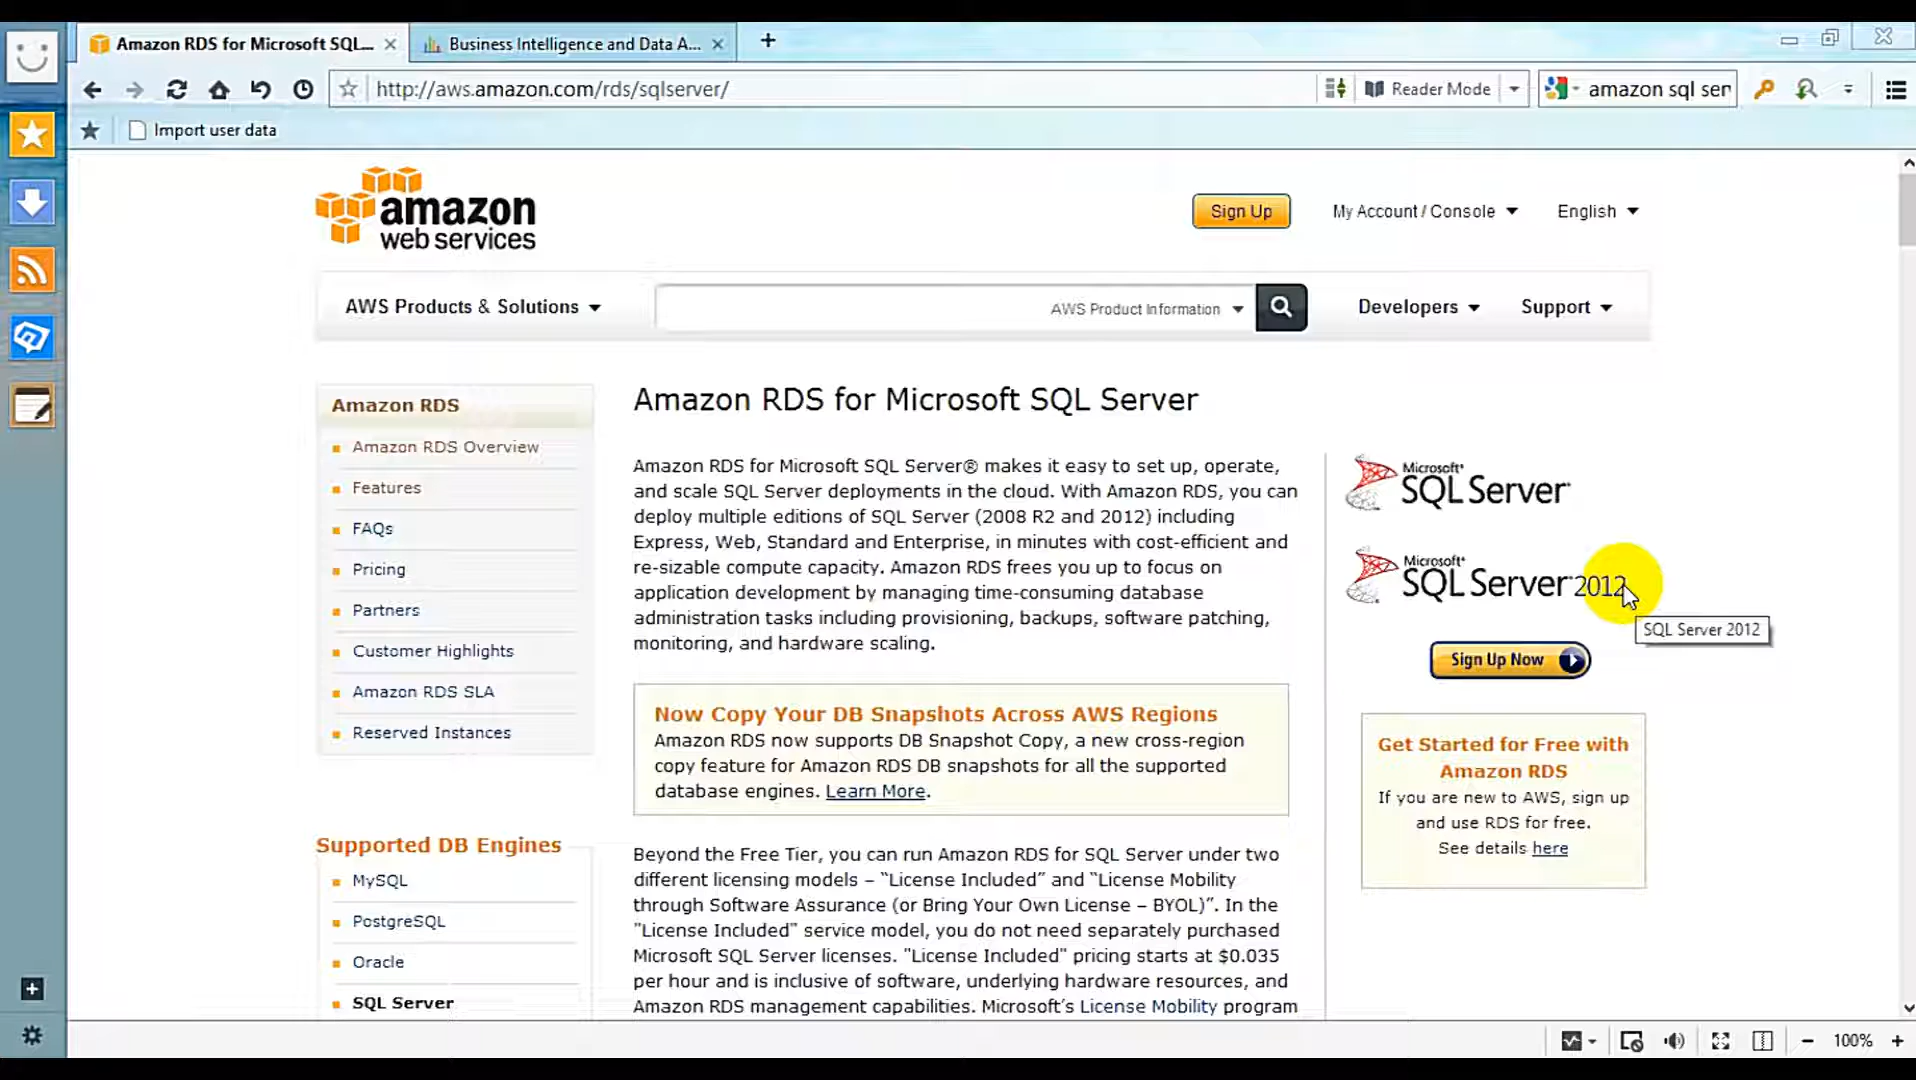 Amazon RDS for Microsoft SQL...
Business Intelligence and Data A...
http://aws.amazon.com/rds/sqlserver/
Reader Mode
amazon sql ser
Import user data
amazon
web services
Sign Up
My Account / Console
English
AWS Products & Solutions
AWS Product Information
Developers
Support
Amazon RDS
Amazon RDS Overview
Features
FAQs
Pricing
Partners
Customer Highlights
Amazon RDS SLA
Reserved Instances
Supported DB Engines
MySQL
PostgreSQL
Oracle
SQL Server
Amazon RDS for Microsoft SQL Server
Amazon RDS for Microsoft SQL Server® makes it easy to set up, operate,
and scale SQL Server deployments in the cloud. With Amazon RDS, you can
deploy multiple editions of SQL Server (2008 R2 and 2012) including
Express, Web, Standard and Enterprise, in minutes with cost-efficient and
re-sizable compute capacity. Amazon RDS frees you up to focus on
application development by managing time-consuming database
administration tasks including provisioning, backups, software patching,
monitoring, and hardware scaling.
Now Copy Your DB Snapshots Across AWS Regions
Amazon RDS now supports DB Snapshot Copy, a new cross-region
copy feature for Amazon RDS DB snapshots for all the supported
database engines. Learn More.
Beyond the Free Tier, you can run Amazon RDS for SQL Server under two
different licensing models – “License Included” and “License Mobility
through Software Assurance (or Bring Your Own License – BYOL)”. In the
"License Included" service model, you do not need separately purchased
Microsoft SQL Server licenses. "License Included" pricing starts at $0.035
per hour and is inclusive of software, underlying hardware resources, and
Amazon RDS management capabilities. Microsoft’s License Mobility program
Microsoft®
SQL Server®
Microsoft®
SQL Server® 2012
SQL Server 2012
Sign Up Now
Get Started for Free with
Amazon RDS
If you are new to AWS, sign up
and use RDS for free.
See details here
100%